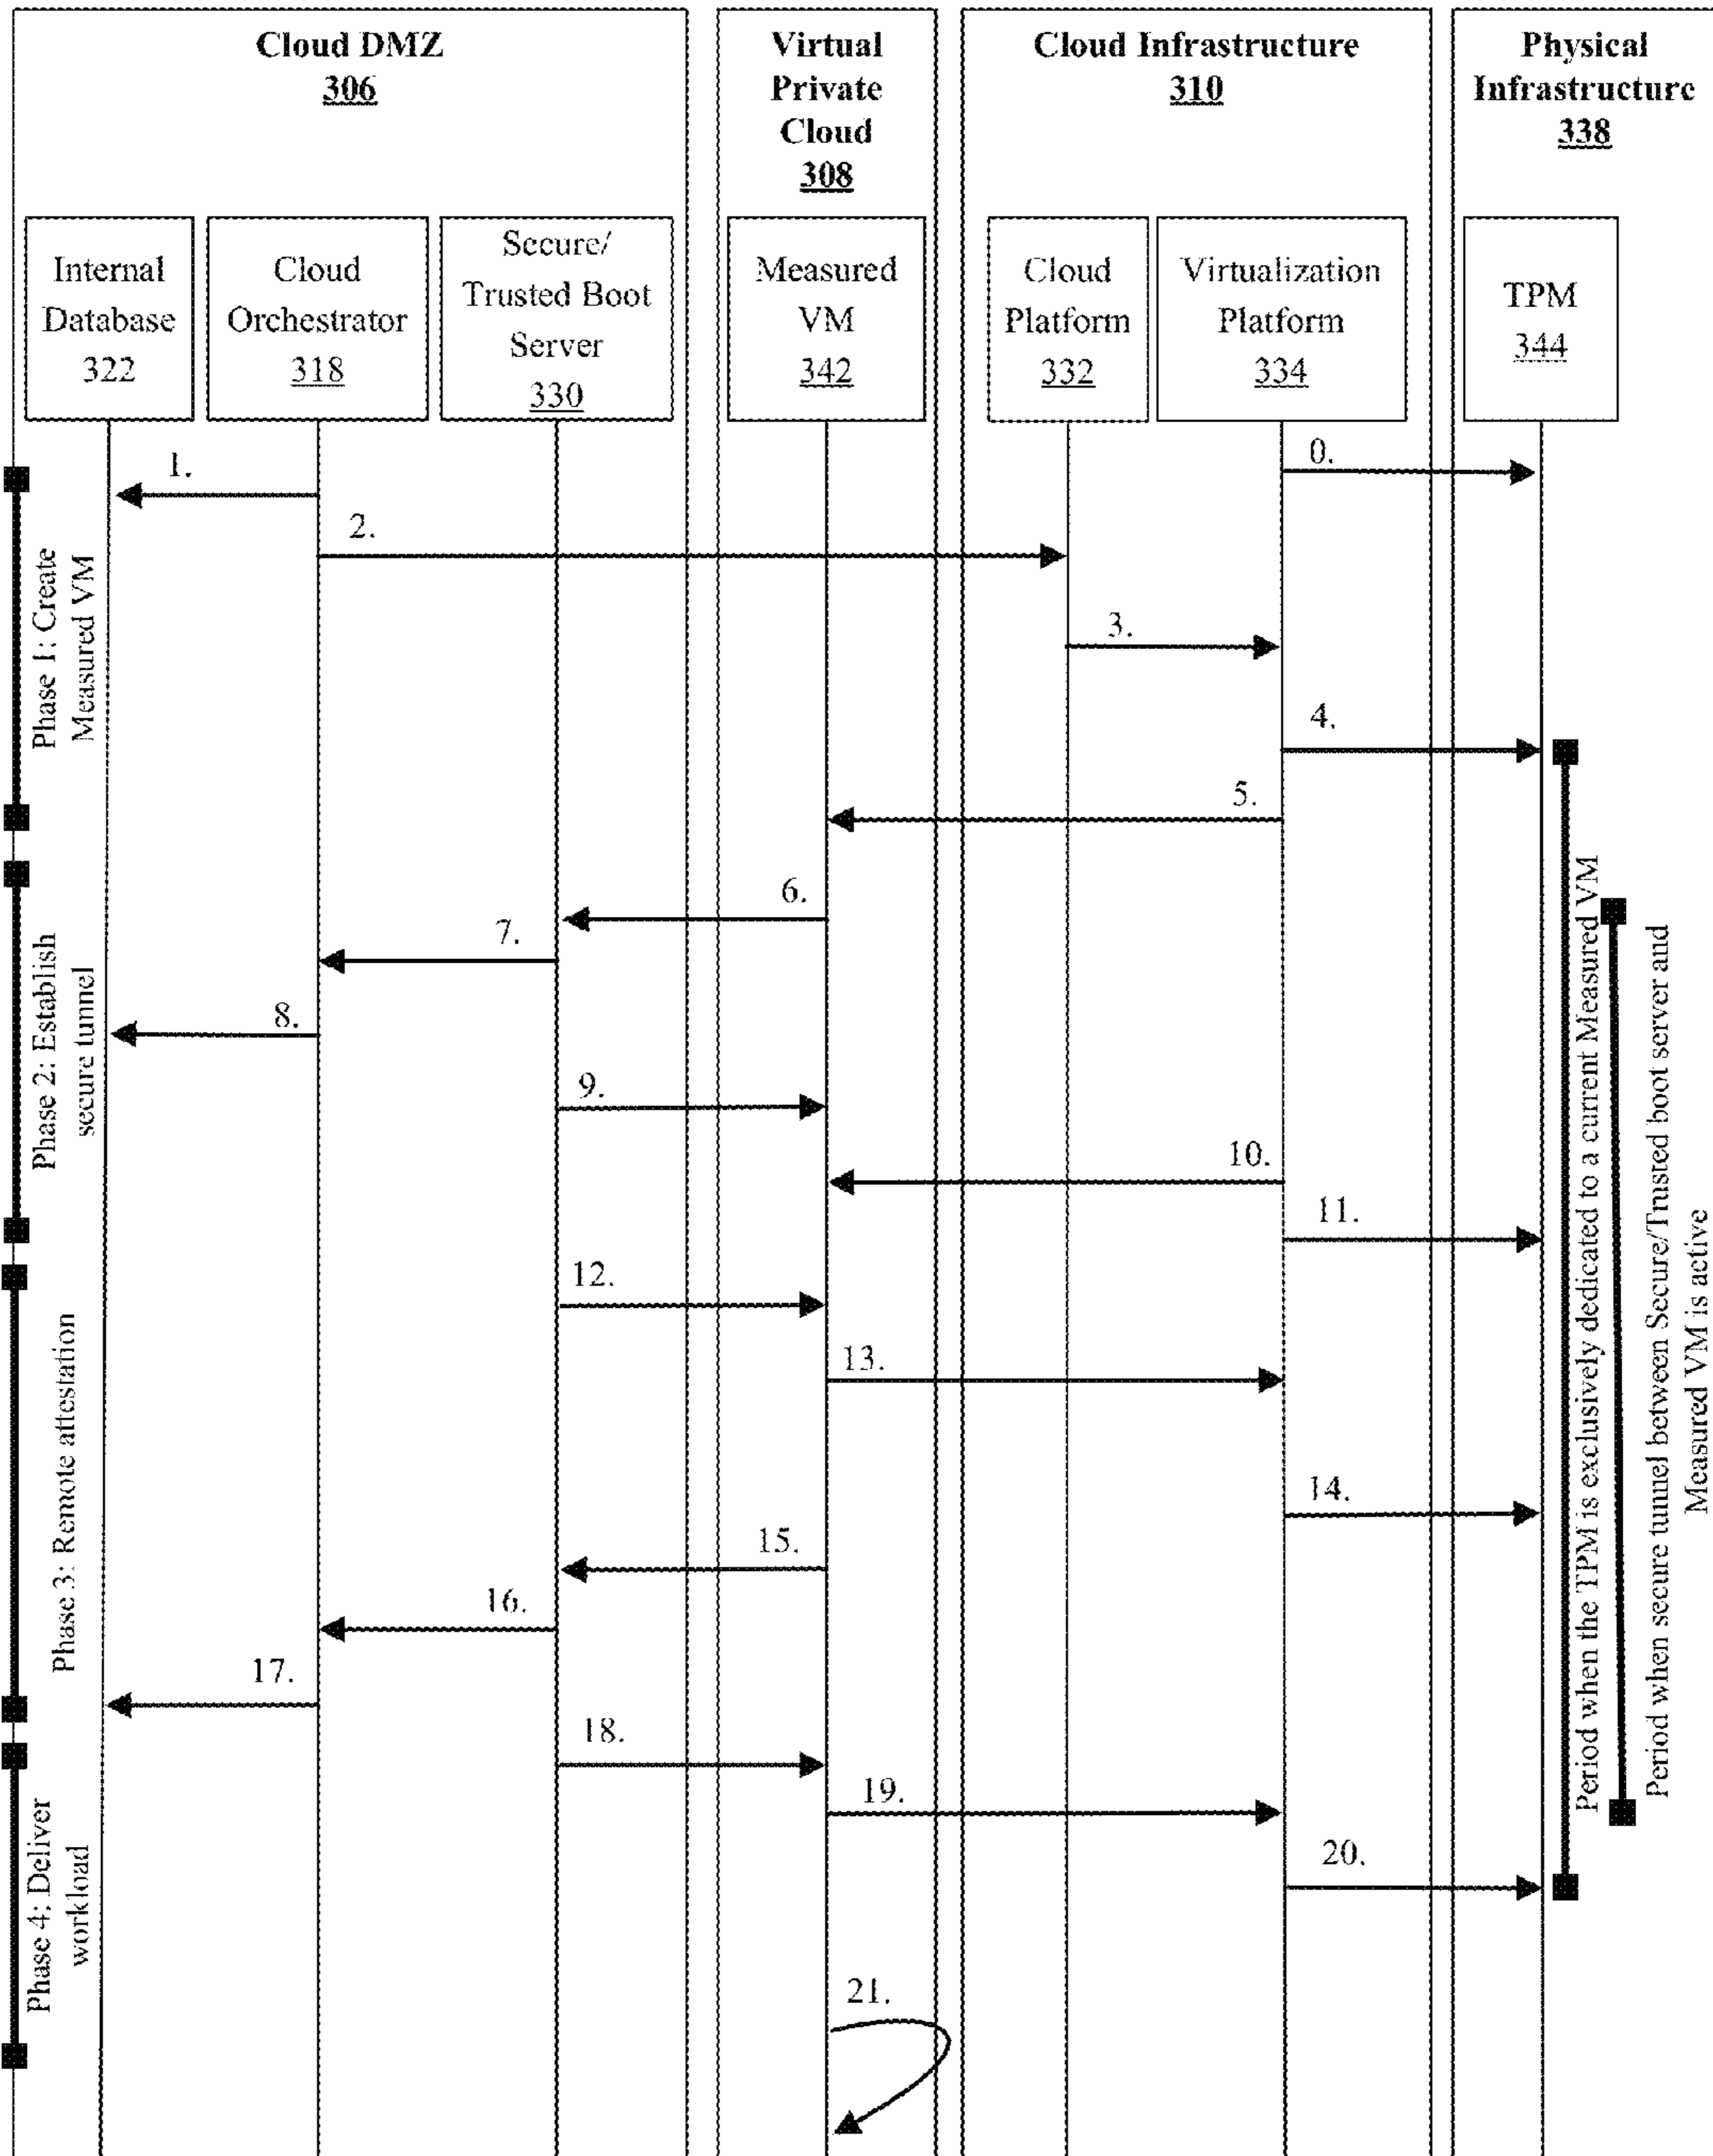 Cloud DMZ
306
Virtual
Private
Cloud
308
Cloud Infrastructure
310
Physical
Infrastructure
338
Internal
Database
322
Cloud
Orchestrator
318
Secure/
Trusted Boot
Server
330
Measured
VM
342
Cloud
Platform
332
Virtualization
Platform
334
TPM
344
0.
1.
2.
3.
4.
5.
6.
7.
8.
9.
10.
11.
12.
13.
14.
15.
16.
17.
18.
19.
20.
21.
Phase 1: Create
Measured VM
Phase 2: Establish
secure tunnel
Phase 3: Remote attestation
Phase 4: Deliver
workload
Period when the TPM is exclusively dedicated to a current Measured VM
Period when secure tunnel between Secure/Trusted boot server and
Measured VM is active